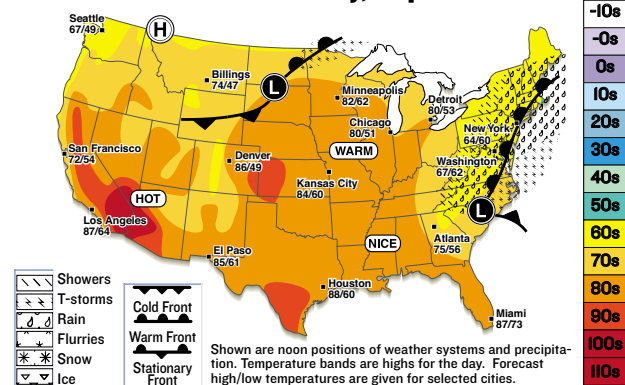 Seattle
67/49
H
Billings
74/47
L
Minneapolis
82/62
Detroit
80/53
Chicago
80/51
New York
64/60
San Francisco
72/54
WARM
Denver
86/49
Washington
67/62
Kansas City
84/60
HOT
Los Angeles
87/64
L
NICE
Atlanta
75/56
El Paso
85/61
Houston
88/60
Miami
87/73
Showers
T-storms
Rain
Flurries
Snow
Ice
Cold Front
Warm Front
Stationary
Front
Shown are noon positions of weather systems and precipita-
tion. Temperature bands are highs for the day. Forecast
high/low temperatures are given for selected cities.
-10s
-0s
0s
10s
20s
30s
40s
50s
60s
70s
80s
90s
100s
110s